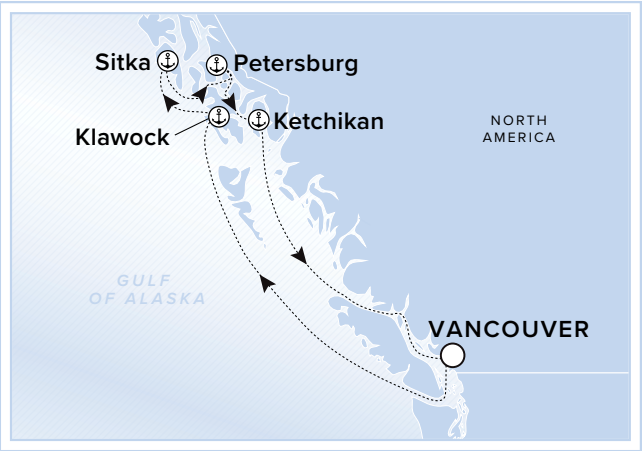 Sitka
Petersburg
Klawock
Ketchikan
NORTH
AMERICA
GULF
OF ALASKA
VANCOUVER